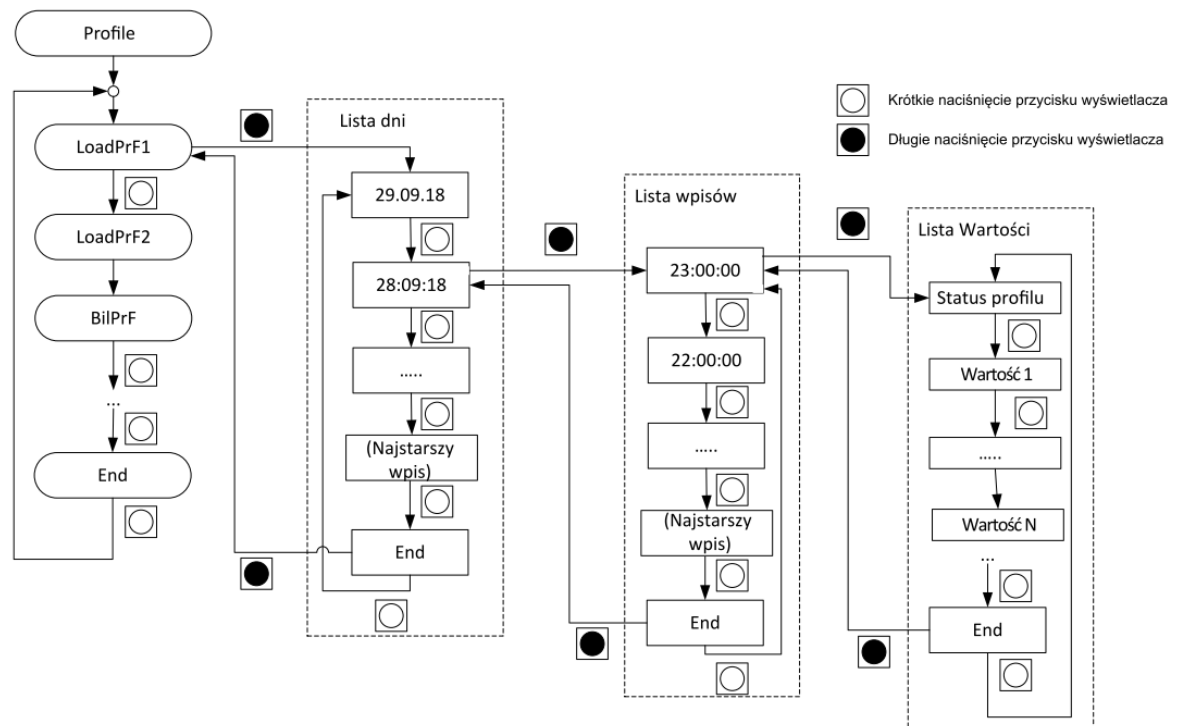 Profile
LoadPrF1
LoadPrF2
BilPrF
...
End
Lista dni
29.09.18
28:09:18
.....
(Najstarszy
wpis)
End
Lista wpisów
23:00:00
22:00:00
.....
(Najstarszy
wpis)
End
Krótkie naciśnięcie przycisku wyświetlacza
Długie naciśnięcie przycisku wyświetlacza
Lista Wartości
Status profilu
Wartość 1
.....
Wartość N
...
End